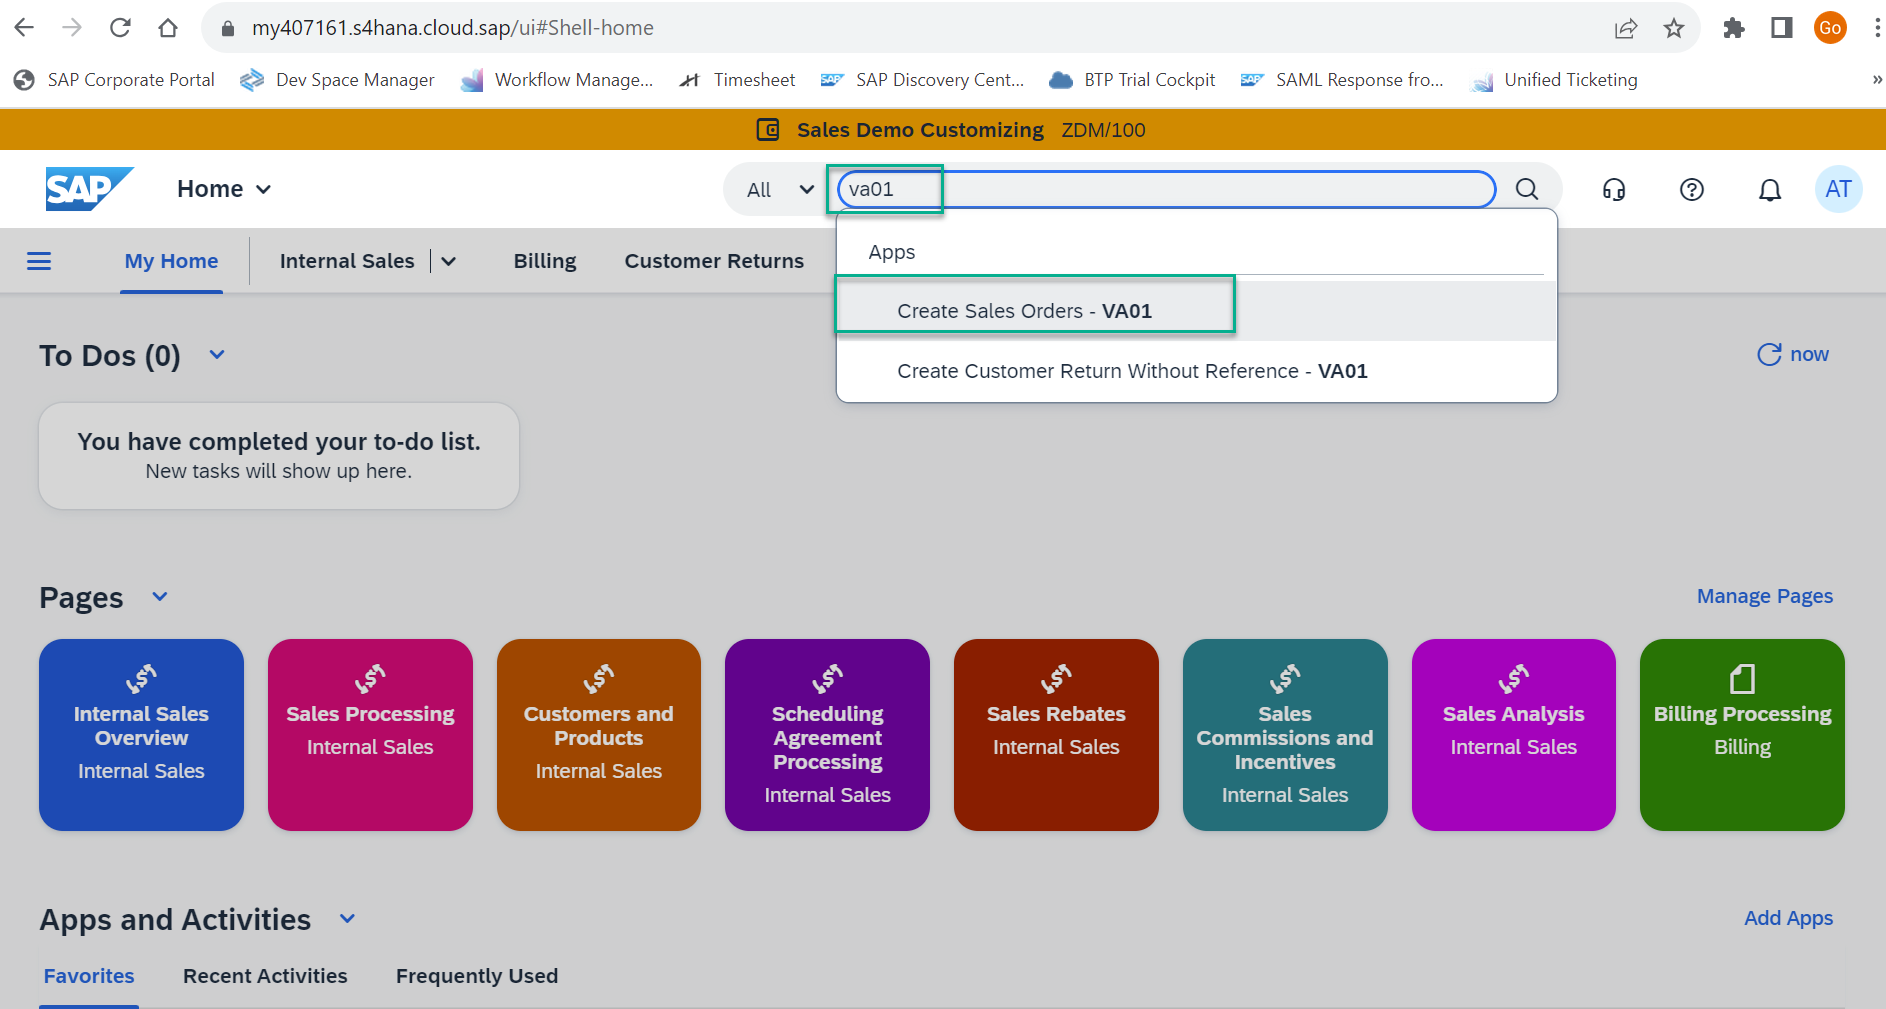 my407161.s4hana.cloud.sap/ui#Shell-home
Go
SAP Corporate Portal
Dev Space Manager
Workflow Manage...
Timesheet
SAP
SAP Discovery Cent...
BTP Trial Cockpit
SAP
SAML Response fro...
Unified Ticketing
»
Sales Demo Customizing ZDM/100
SAP
Home
All
va01
AT
My Home
Internal Sales
Billing
Customer Returns
Apps
Create Sales Orders - VA01
Create Customer Return Without Reference - VA01
To Dos (0)
now
You have completed your to-do list.
New tasks will show up here.
Pages
Manage Pages
Internal Sales
Overview
Internal Sales
Sales Processing
Internal Sales
Customers and
Products
Internal Sales
Scheduling
Agreement
Processing
Internal Sales
Sales Rebates
Internal Sales
Sales
Commissions and
Incentives
Internal Sales
Sales Analysis
Internal Sales
Billing Processing
Billing
Apps and Activities
Add Apps
Favorites
Recent Activities
Frequently Used